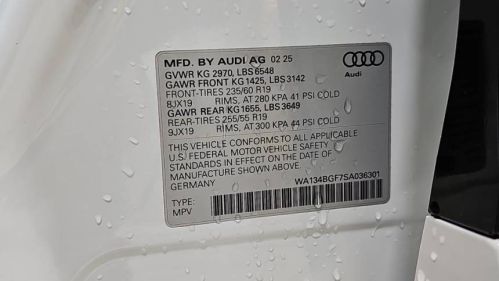 MFD. BY AUDI AG 02 25
GVWR KG 2970, LBS 6548
GAWR FRONT KG 1425, LBS 3142
FRONT-TIRES 235/60 R19
8JX19 RIMS, AT 280 KPA 41 PSI COLD
GAWR REAR KG 1655, LBS 3649
REAR-TIRES 255/55 R19
9JX19 RIMS, AT 300 KPA 44 PSI COLD
Audi
THIS VEHICLE CONFORMS TO ALL APPLICABLE
U.S. FEDERAL MOTOR VEHICLE SAFETY
STANDARDS IN EFFECT ON THE DATE OF
MANUFACTURE SHOWN ABOVE.
GERMANY WA134BGF7SA036301
TYPE:
MPV